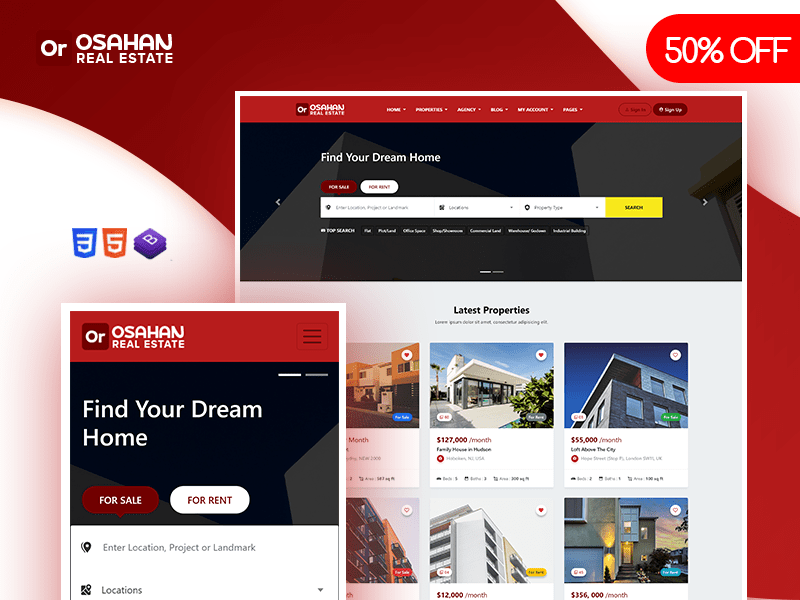 Or OSAHAN
REAL ESTATE
50% OFF
Or OSAHAN
REAL ESTATE
HOME PROPERTIES AGENCY BLOG MY ACCOUNT PAGES
Sign In Sign Up
Find Your Dream Home
FOR SALE FOR RENT
Enter Location, Project or Landmark Locations Property Type SEARCH
TOP SEARCH Flat Plot/Land Office Space Shop/Showroom Commercial Land Warehouse/ Godown Industrial Building
Latest Properties
Lorem ipsum dolor sit amet, consectetur adipiscing elit.
For Sale
For Rent
For Sale
Month
$127,000 /month
$55,000 /month
Family House in Hudson
Loft Above The City
NSW 2000
Hoboken, NJ USA
Hope Street (Stop P), London SW11, UK
Area : 587 sq ft
Beds : 5 Baths : 3 Area : 300 sq ft
Beds : 2 Baths : 1 Area : 100 sq ft
For Sale
For Rent
For Rent
Month
$12,000 /month
$356, 000 /month
Or OSAHAN
REAL ESTATE
Find Your Dream
Home
FOR SALE FOR RENT
Enter Location, Project or Landmark
Locations